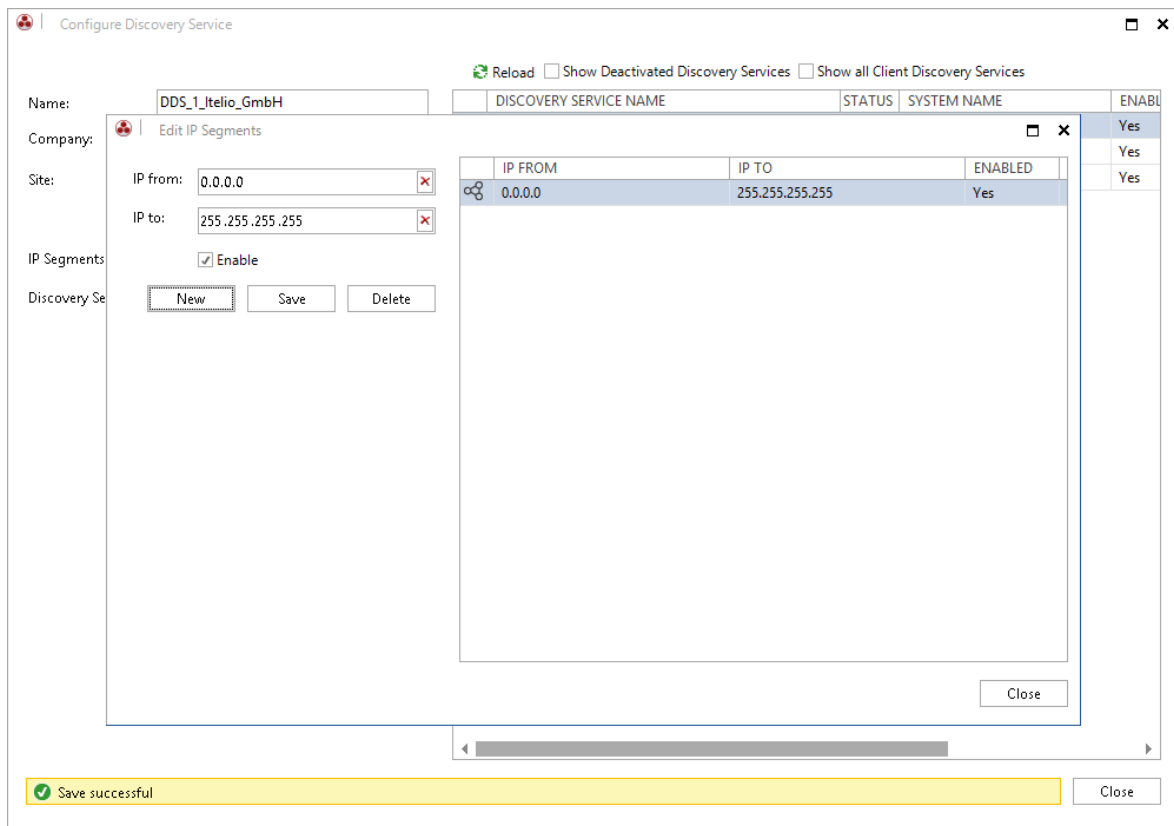 Configure Discovery Service
Reload Show Deactivated Discovery Services Show all Client Discovery Services
Name: DDS_1_Itelio_GmbH
DISCOVERY SERVICE NAME STATUS SYSTEM NAME ENABL
Company:
Yes
Yes
Site:
Yes
IP Segments
Discovery Se
Edit IP Segments
IP from: 0.0.0.0
IP to: 255.255.255.255
Enable
New Save Delete
IP FROM IP TO ENABLED
0.0.0.0 255.255.255.255 Yes
Close
Save successful
Close